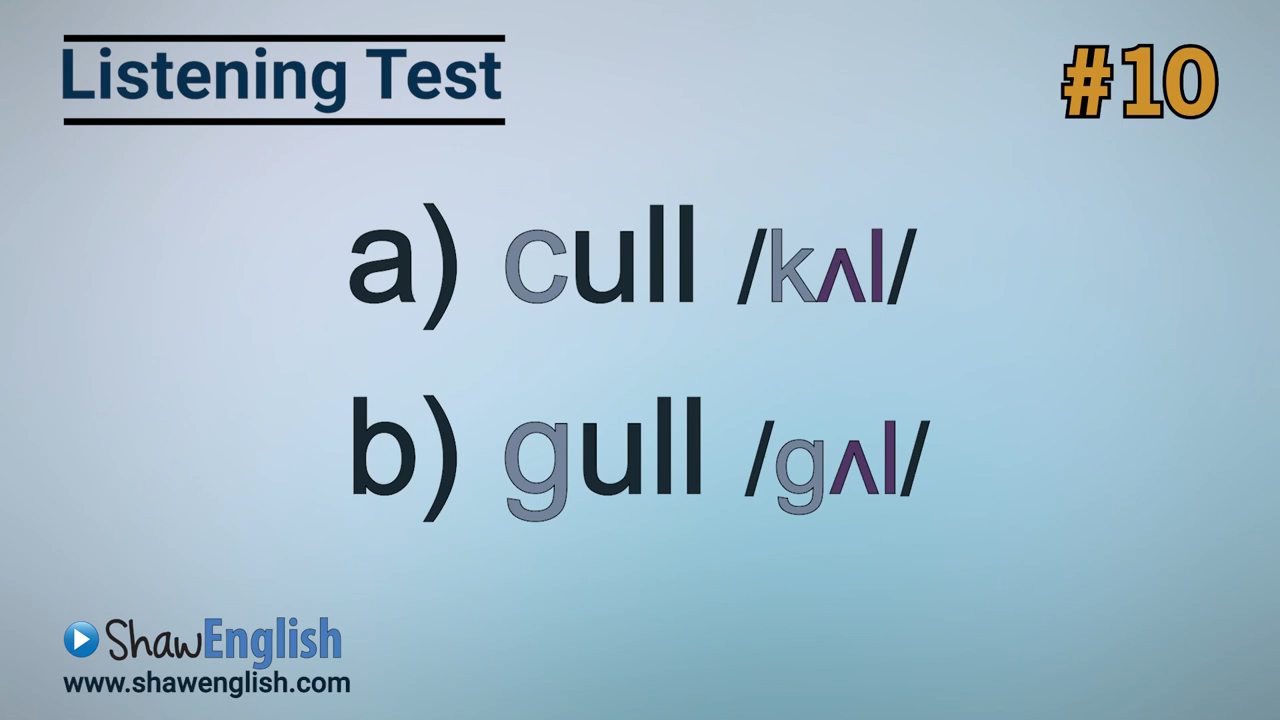 Listening Test
#10
a) cull /kʌl/
b) gull /gʌl/
ShawEnglish
www.shawenglish.com